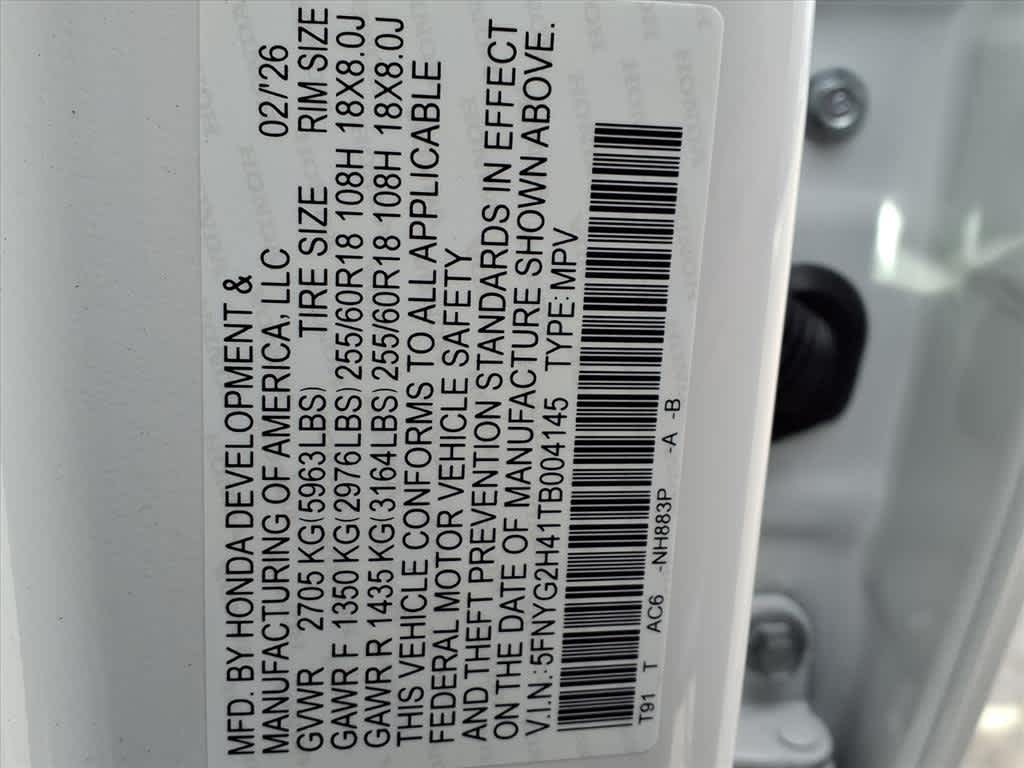 MFD. BY HONDA DEVELOPMENT &
MANUFACTURING OF AMERICA, LLC 02/'26
GVWR 2705 KG(5963LBS) TIRE SIZE RIM SIZE
GAWR F 1350 KG(2976LBS) 255/60R18 108H 18X8.0J
GAWR R 1435 KG(3164LBS) 255/60R18 108H 18X8.0J
THIS VEHICLE CONFORMS TO ALL APPLICABLE
FEDERAL MOTOR VEHICLE SAFETY
AND THEFT PREVENTION STANDARDS IN EFFECT
ON THE DATE OF MANUFACTURE SHOWN ABOVE.
V.I.N.:5FNYG2H41TB004145 TYPE:MPV
T91 T AC6 -NH883P -A -B